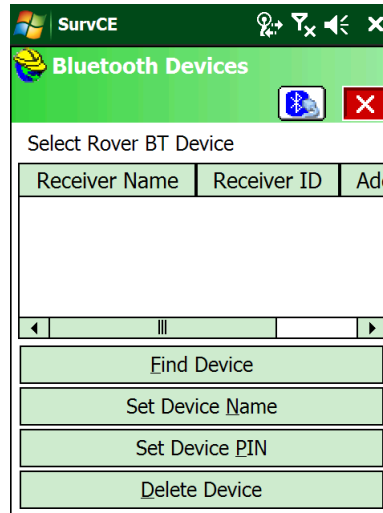 SurvCE
Bluetooth Devices
Select Rover BT Device
Receiver Name Receiver ID Ad
Find Device
Set Device Name
Set Device PIN
Delete Device